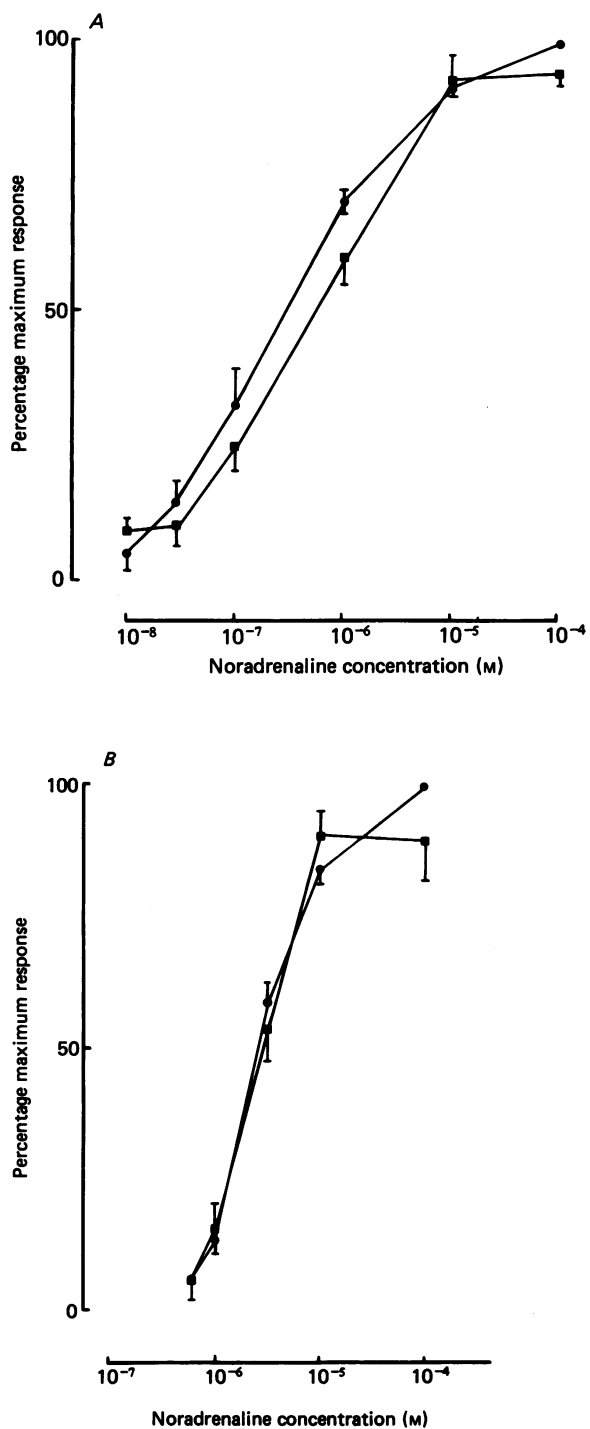 A
100
50
0
Percentage maximum response
10⁻⁸ 10⁻⁷ 10⁻⁶ 10⁻⁵ 10⁻⁴
Noradrenaline concentration (M)
B
100
50
0
Percentage maximum response
10⁻⁷ 10⁻⁶ 10⁻⁵ 10⁻⁴
Noradrenaline concentration (M)